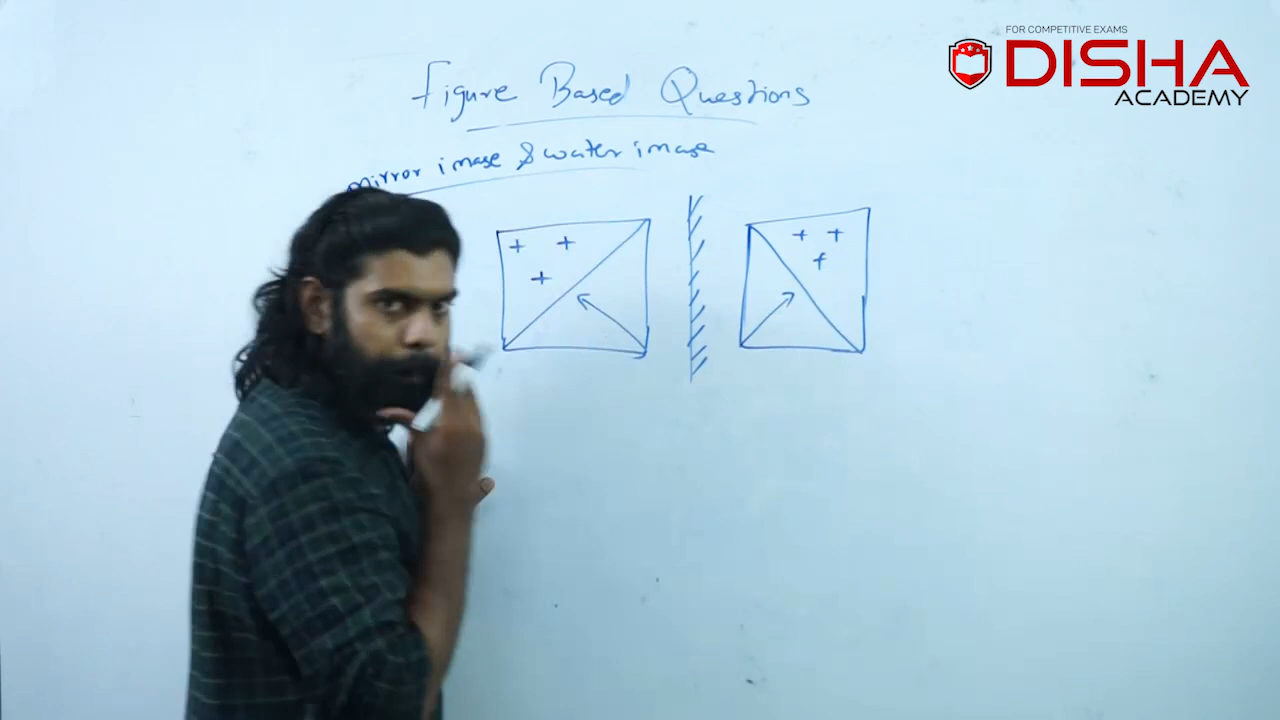 FOR COMPETITIVE EXAMS
DISHA
ACADEMY
Figure Based Questions
mirror image & water image